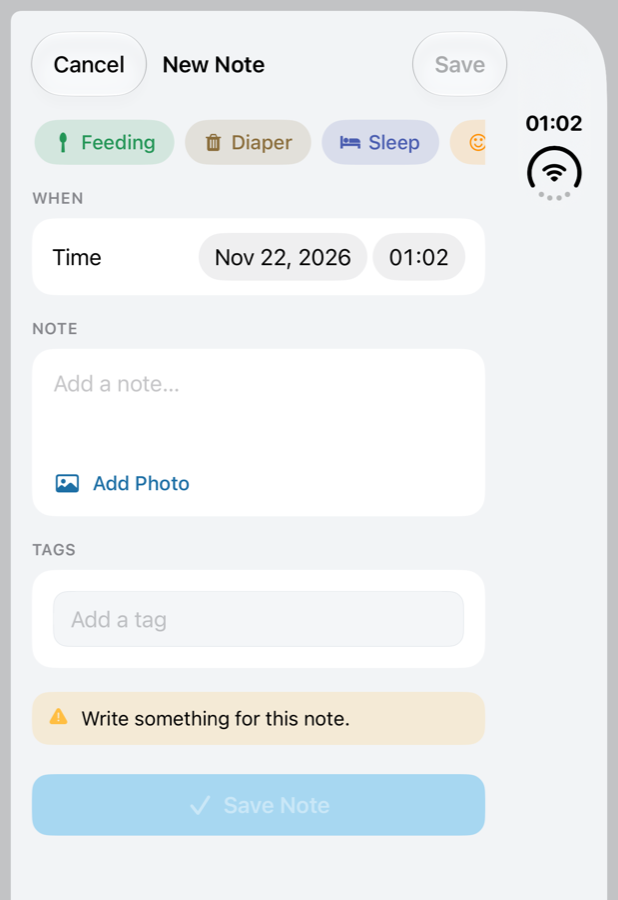 Cancel New Note Save
01:02
Feeding Diaper Sleep
WHEN
Time Nov 22, 2026 01:02
NOTE
Add a note...
Add Photo
TAGS
Add a tag
Write something for this note.
Save Note